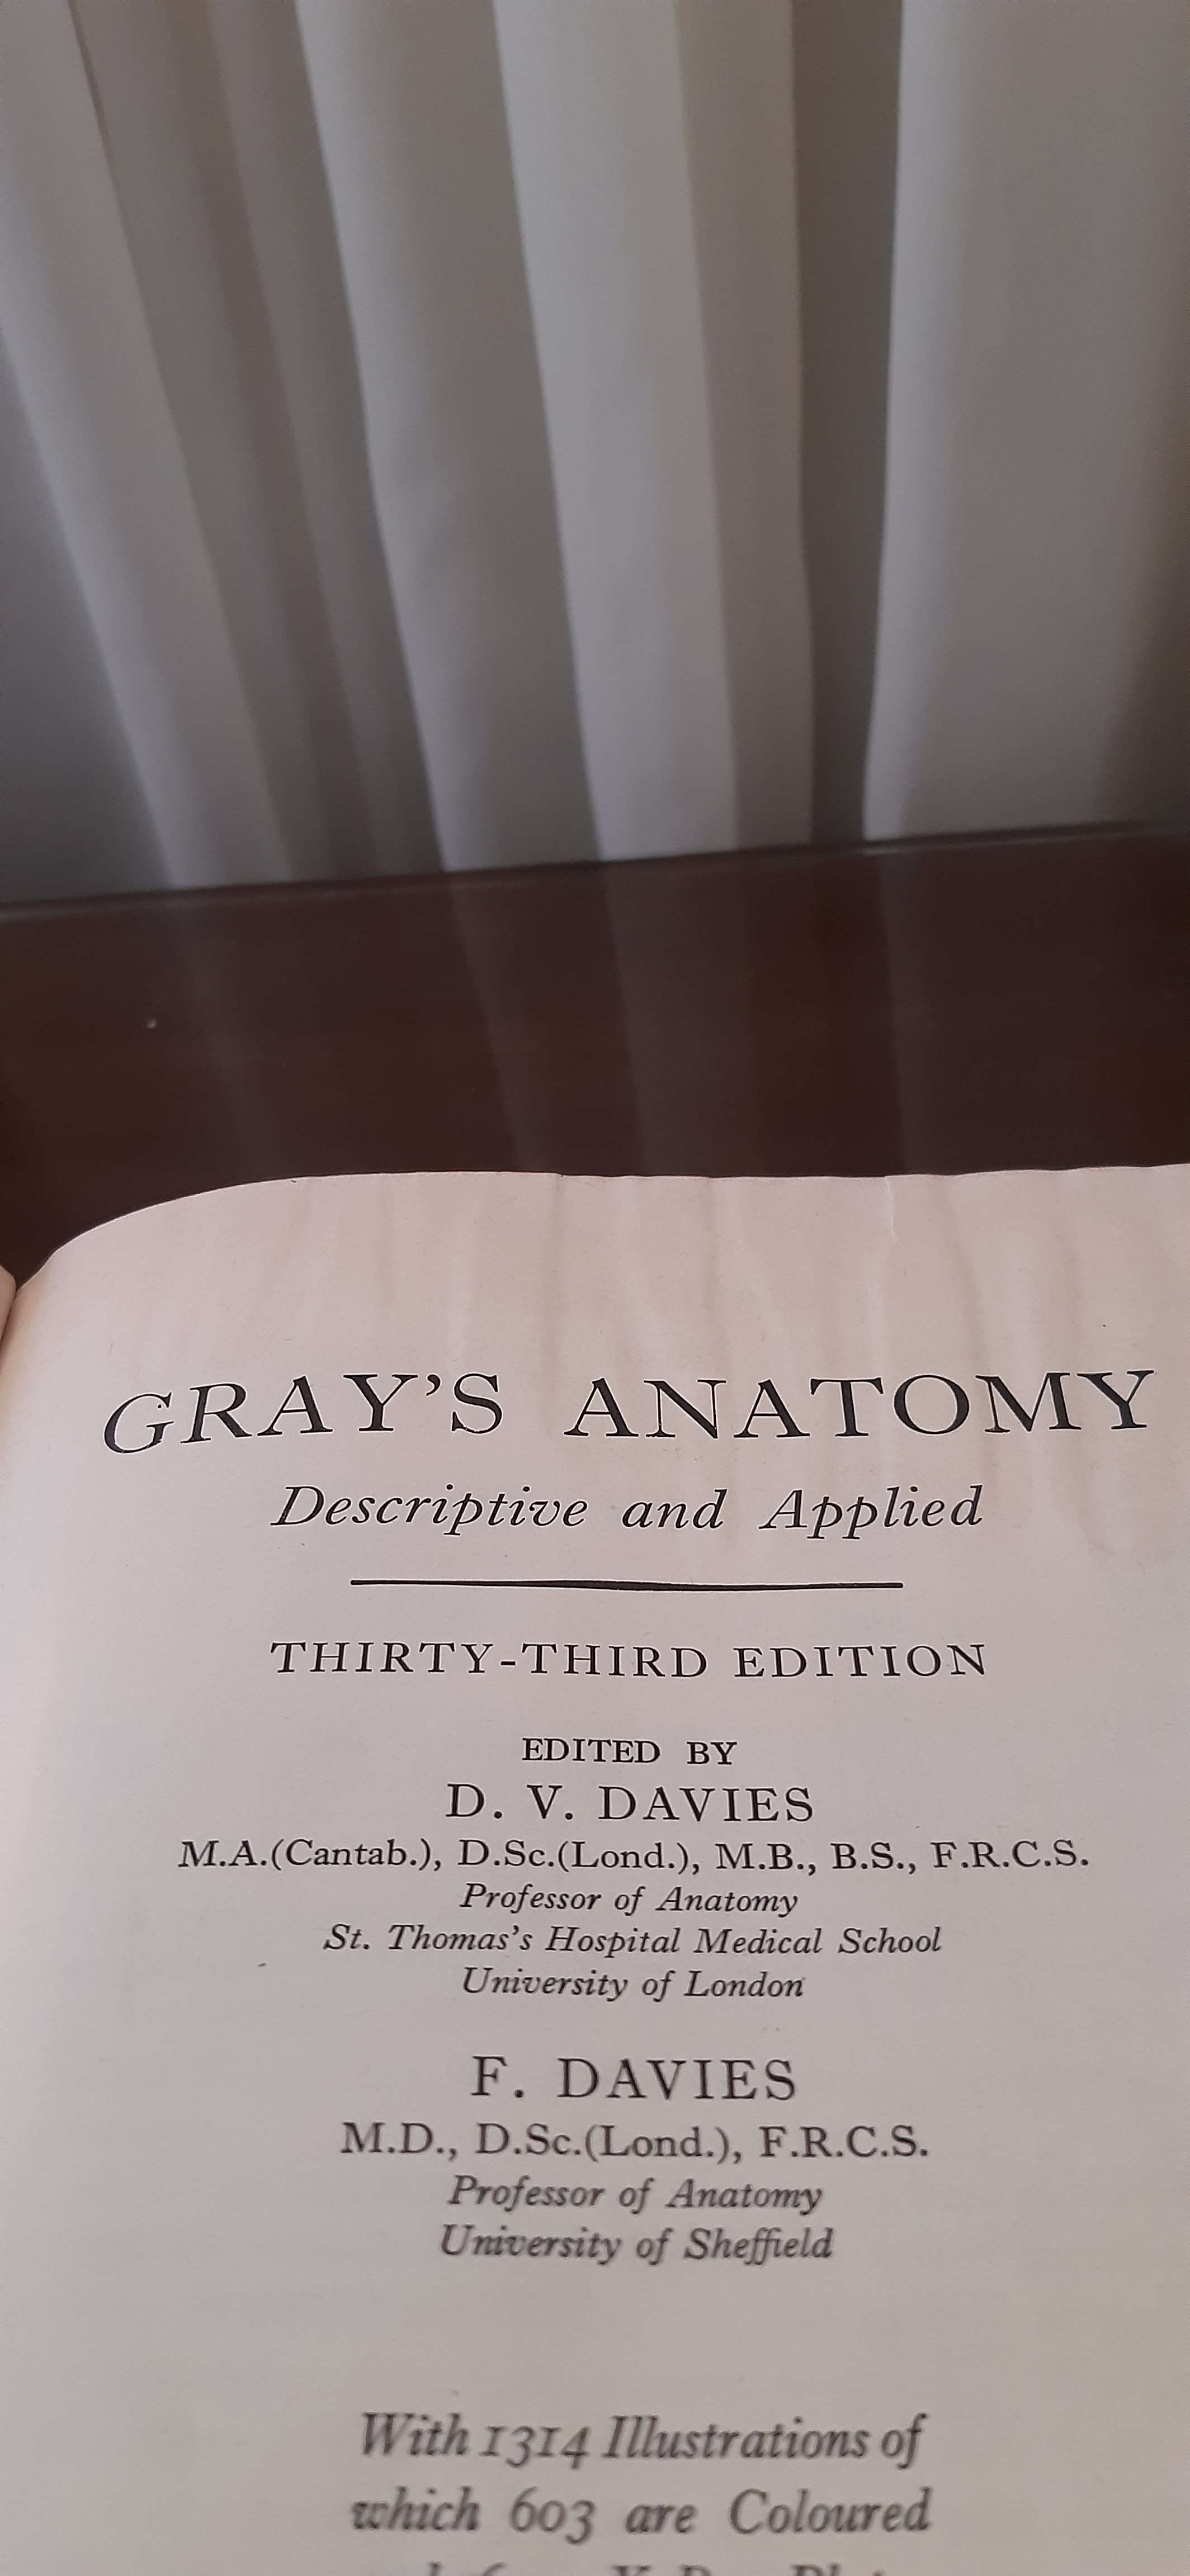 GRAY'S ANATOMY
Descriptive and Applied
THIRTY-THIRD EDITION
EDITED BY
D. V. DAVIES
M.A.(Cantab.), D.Sc.(Lond.), M.B., B.S., F.R.C.S.
Professor of Anatomy
St. Thomas's Hospital Medical School
University of London
F. DAVIES
M.D., D.Sc.(Lond.), F.R.C.S.
Professor of Anatomy
University of Sheffield
With 1314 Illustrations of
which 603 are Coloured